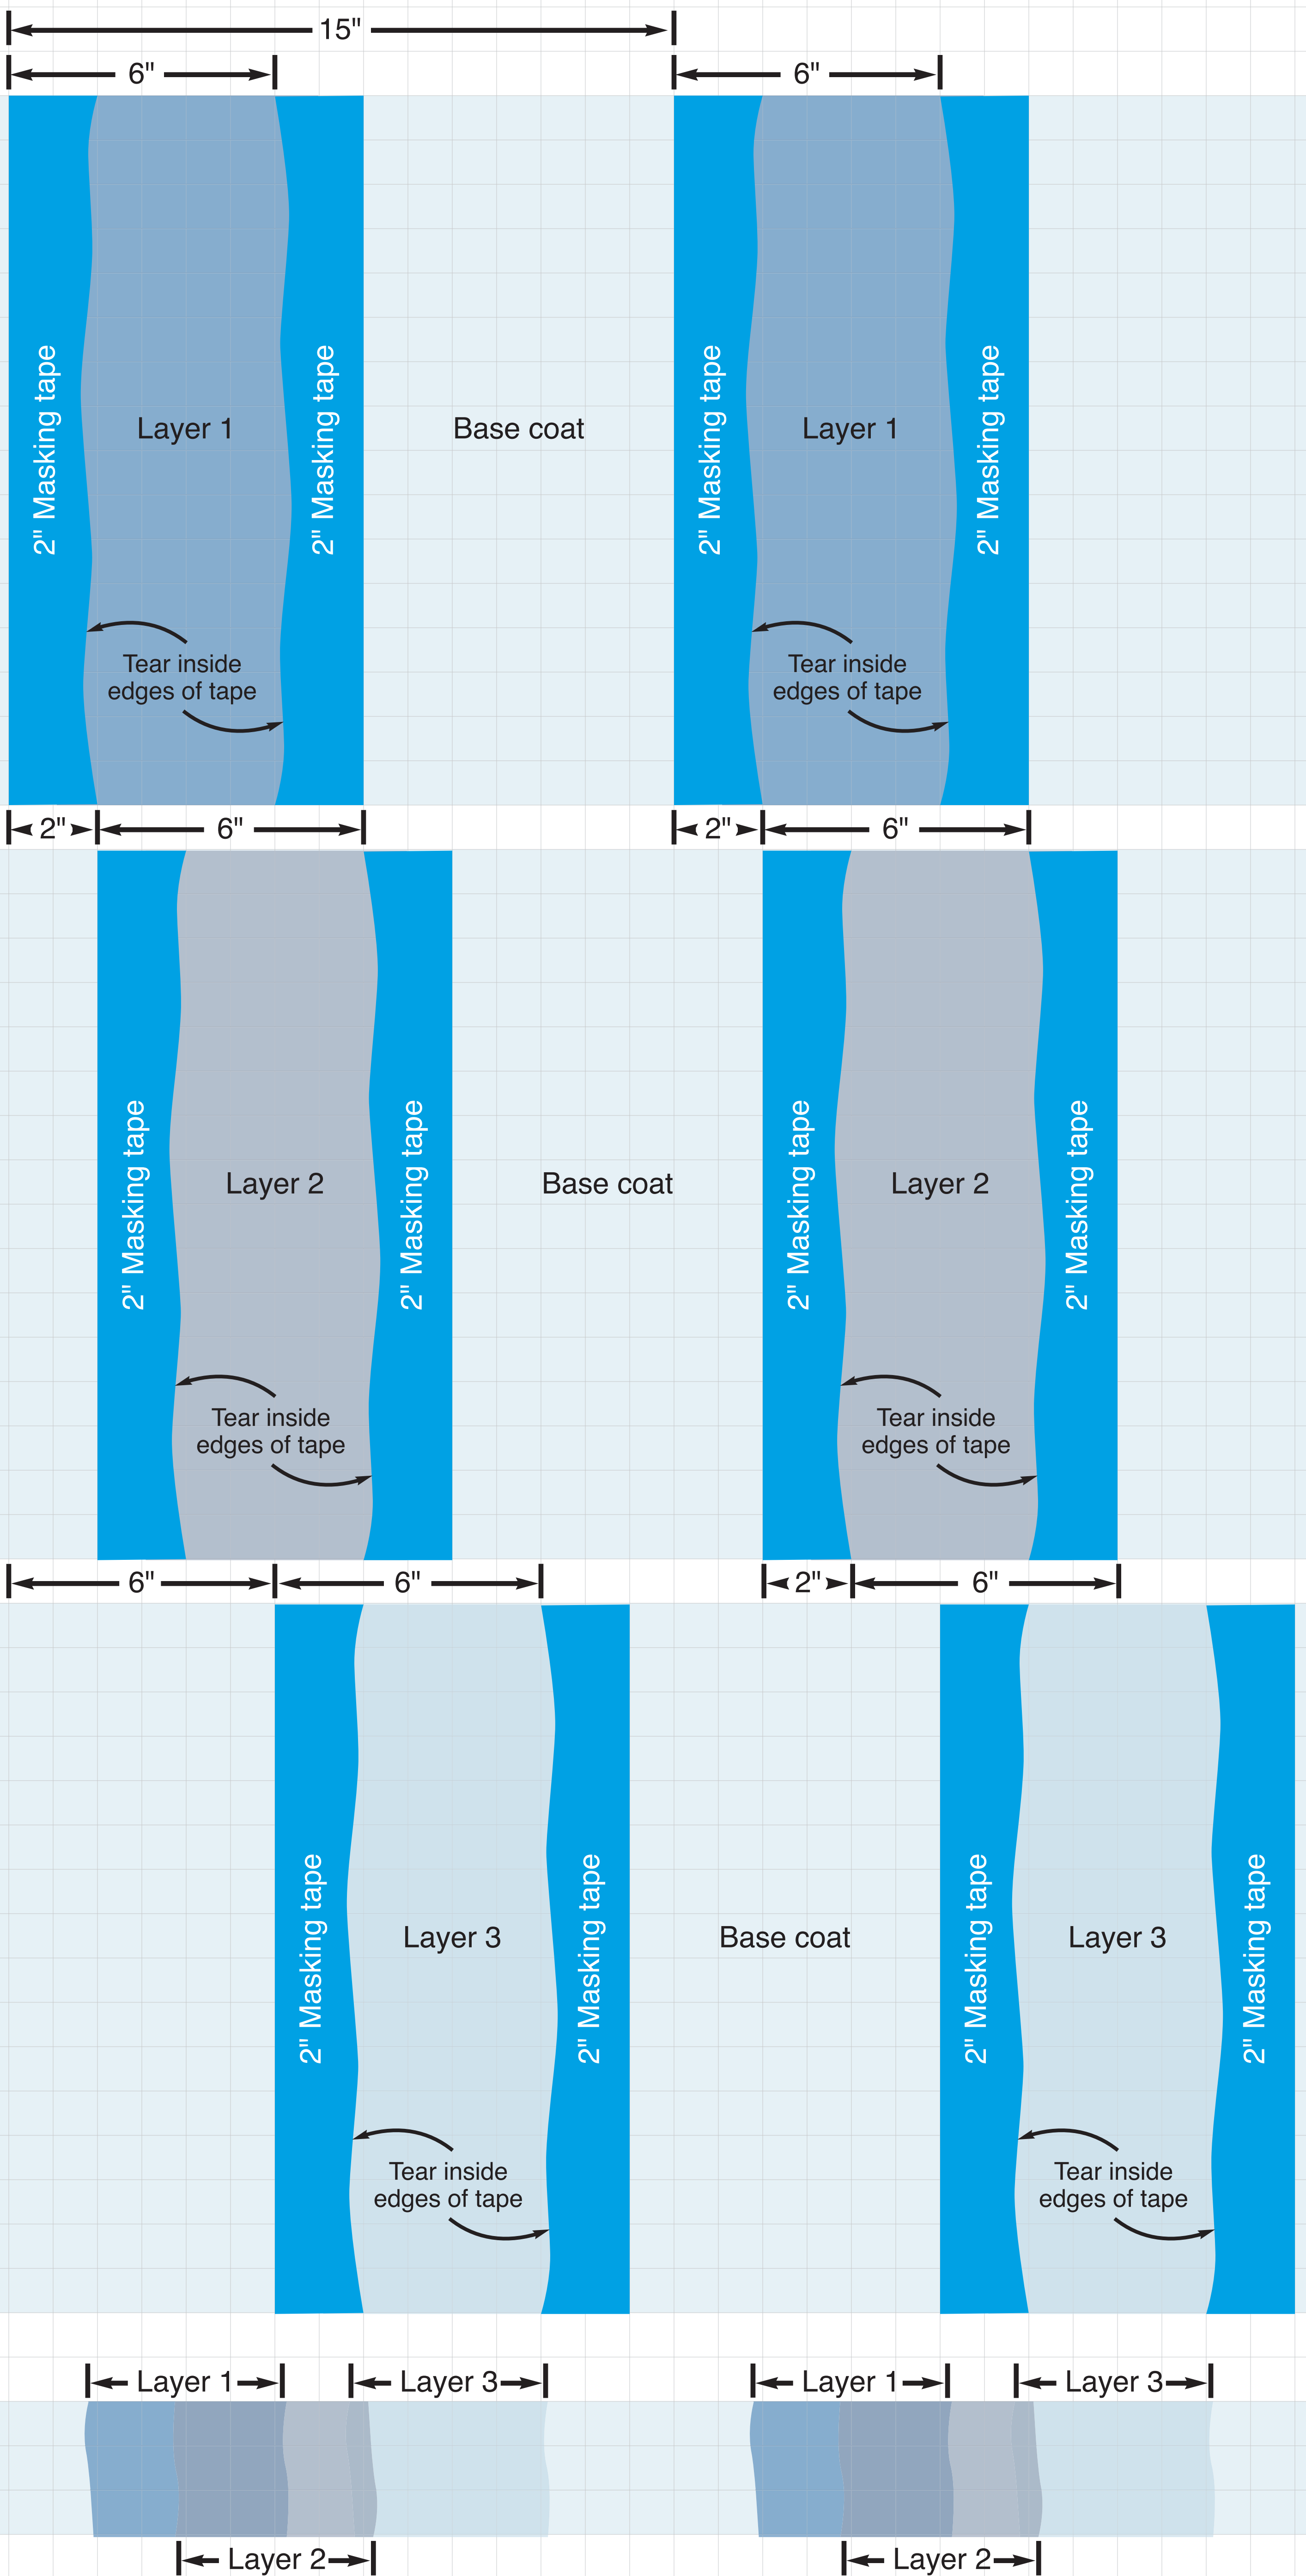 15"
6"
6"
2" Masking tape
Layer 1
2" Masking tape
Base coat
2" Masking tape
Layer 1
2" Masking tape
Tear inside
edges of tape
Tear inside
edges of tape
2"
6"
2"
6"
2" Masking tape
Layer 2
2" Masking tape
Base coat
2" Masking tape
Layer 2
2" Masking tape
Tear inside
edges of tape
Tear inside
edges of tape
6"
6"
2"
6"
2" Masking tape
Layer 3
2" Masking tape
Base coat
2" Masking tape
Layer 3
2" Masking tape
Tear inside
edges of tape
Tear inside
edges of tape
Layer 1
Layer 3
Layer 1
Layer 3
Layer 2
Layer 2